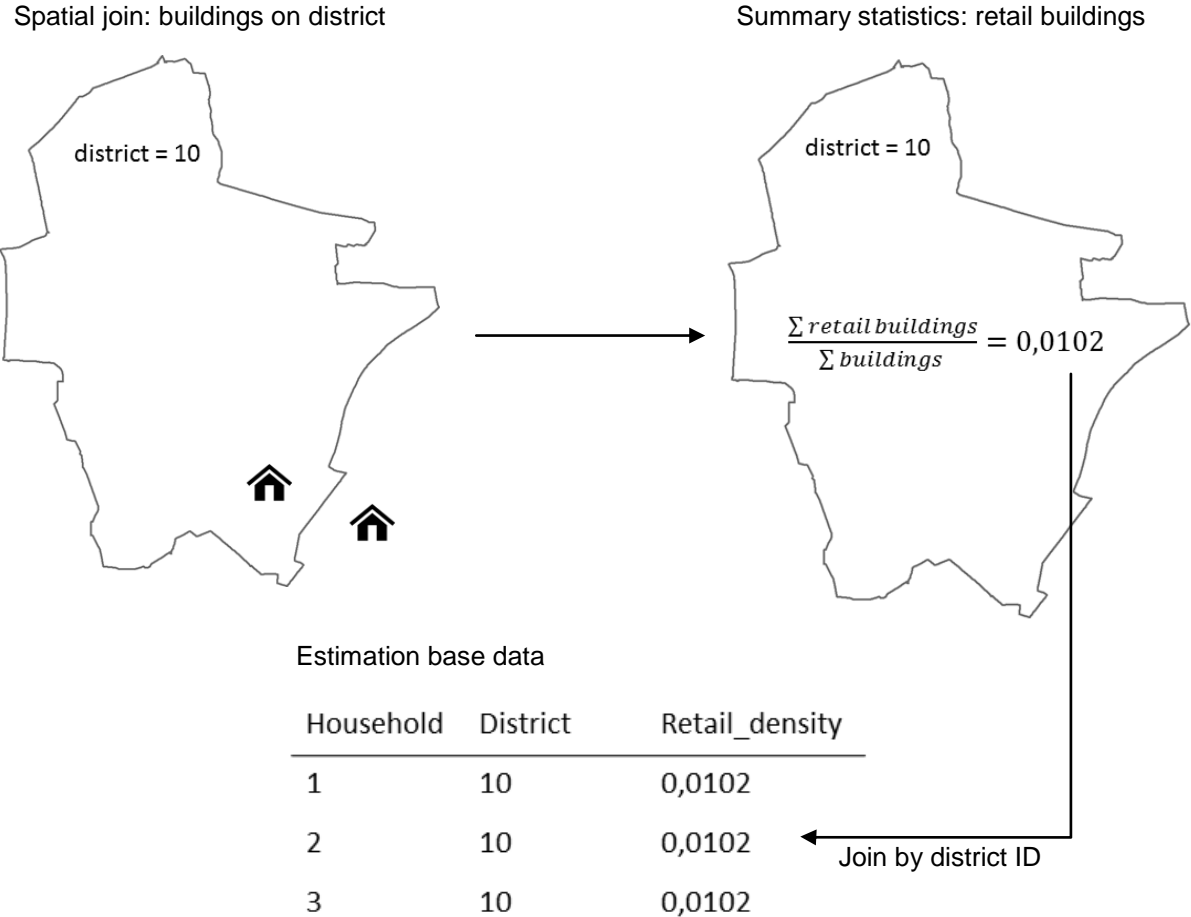 Spatial join: buildings on district
Summary statistics: retail buildings
district = 10
district = 10
∑ retail buildings
∑ buildings
= 0,0102
Estimation base data
Household District Retail_density
1 10 0,0102
2 10 0,0102
3 10 0,0102
Join by district ID